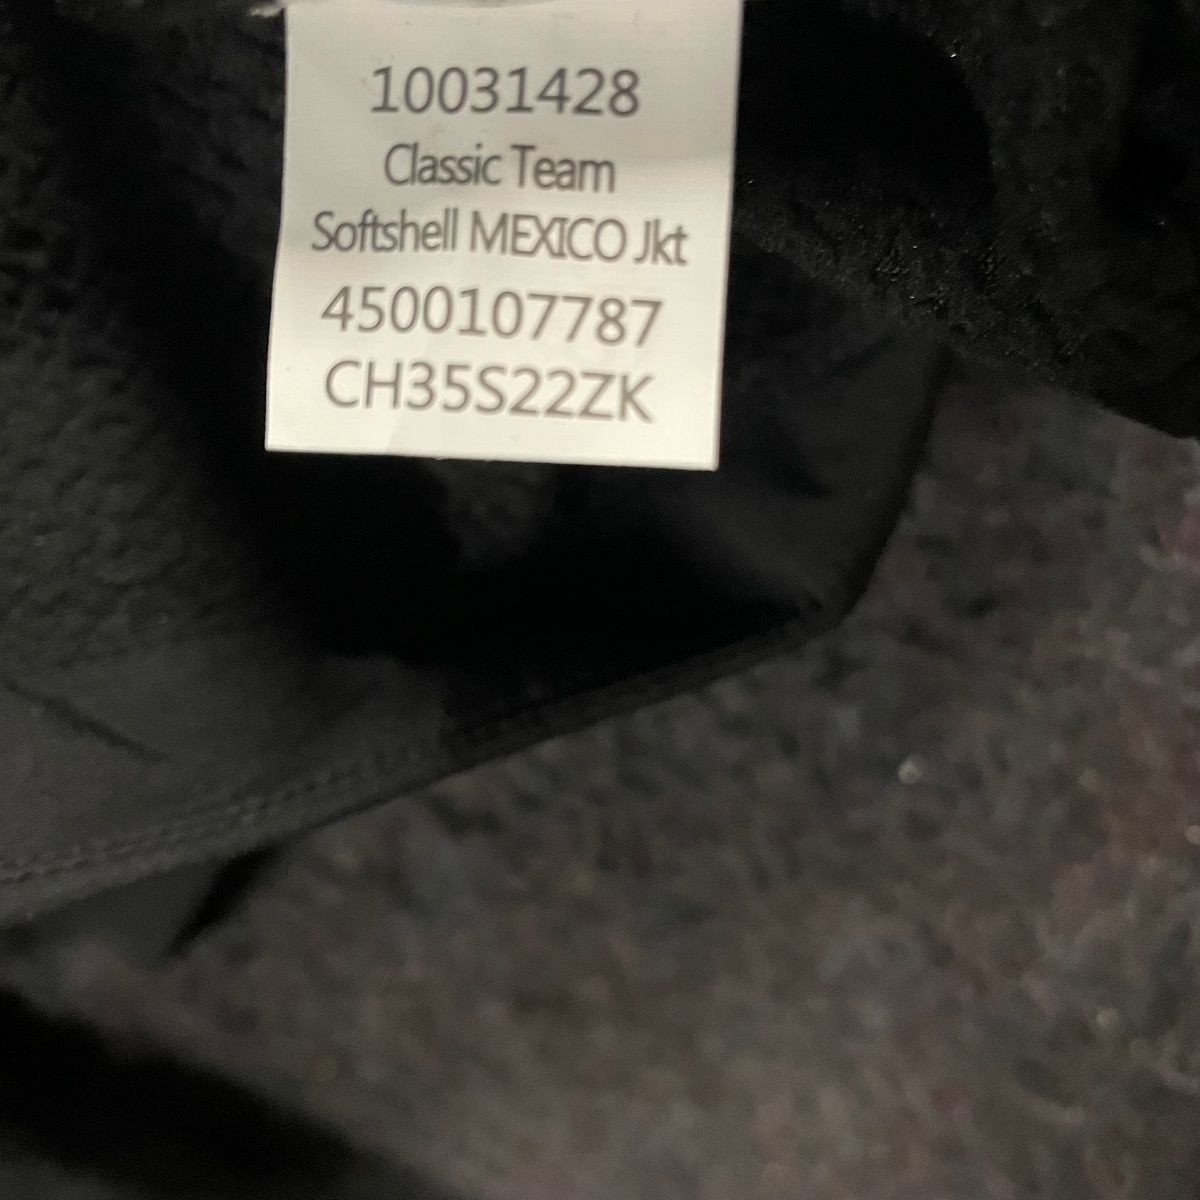 10031428
Classic Team
Softshell MEXICO Jkt
4500107787
CH35S22ZK